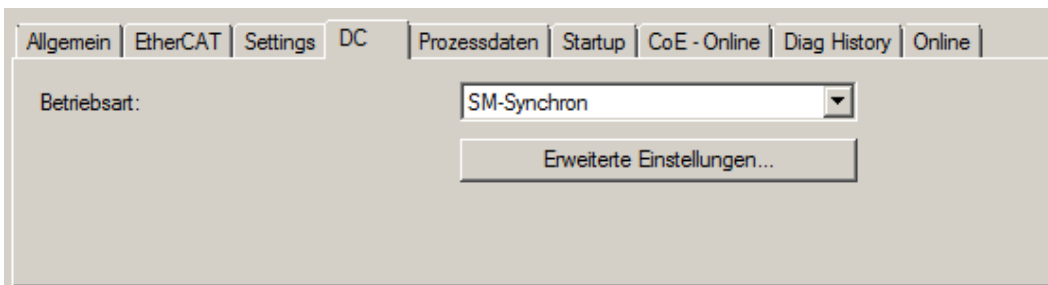 Allgemein EtherCAT Settings DC Prozessdaten Startup CoE - Online Diag History Online
Betriebsart: SM-Synchron
Erweiterte Einstellungen...